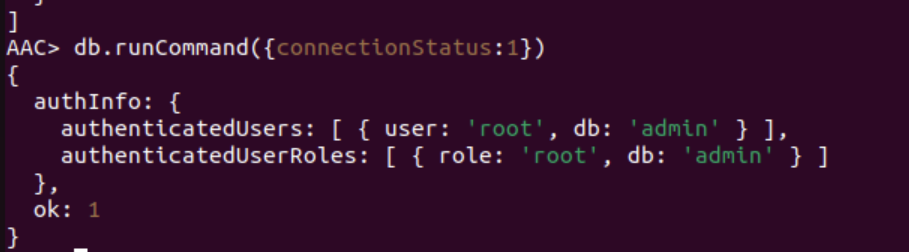 ]
AAC> db.runCommand({connectionStatus:1})
{
  authInfo: {
    authenticatedUsers: [ { user: 'root', db: 'admin' } ],
    authenticatedUserRoles: [ { role: 'root', db: 'admin' } ]
  },
  ok: 1
}